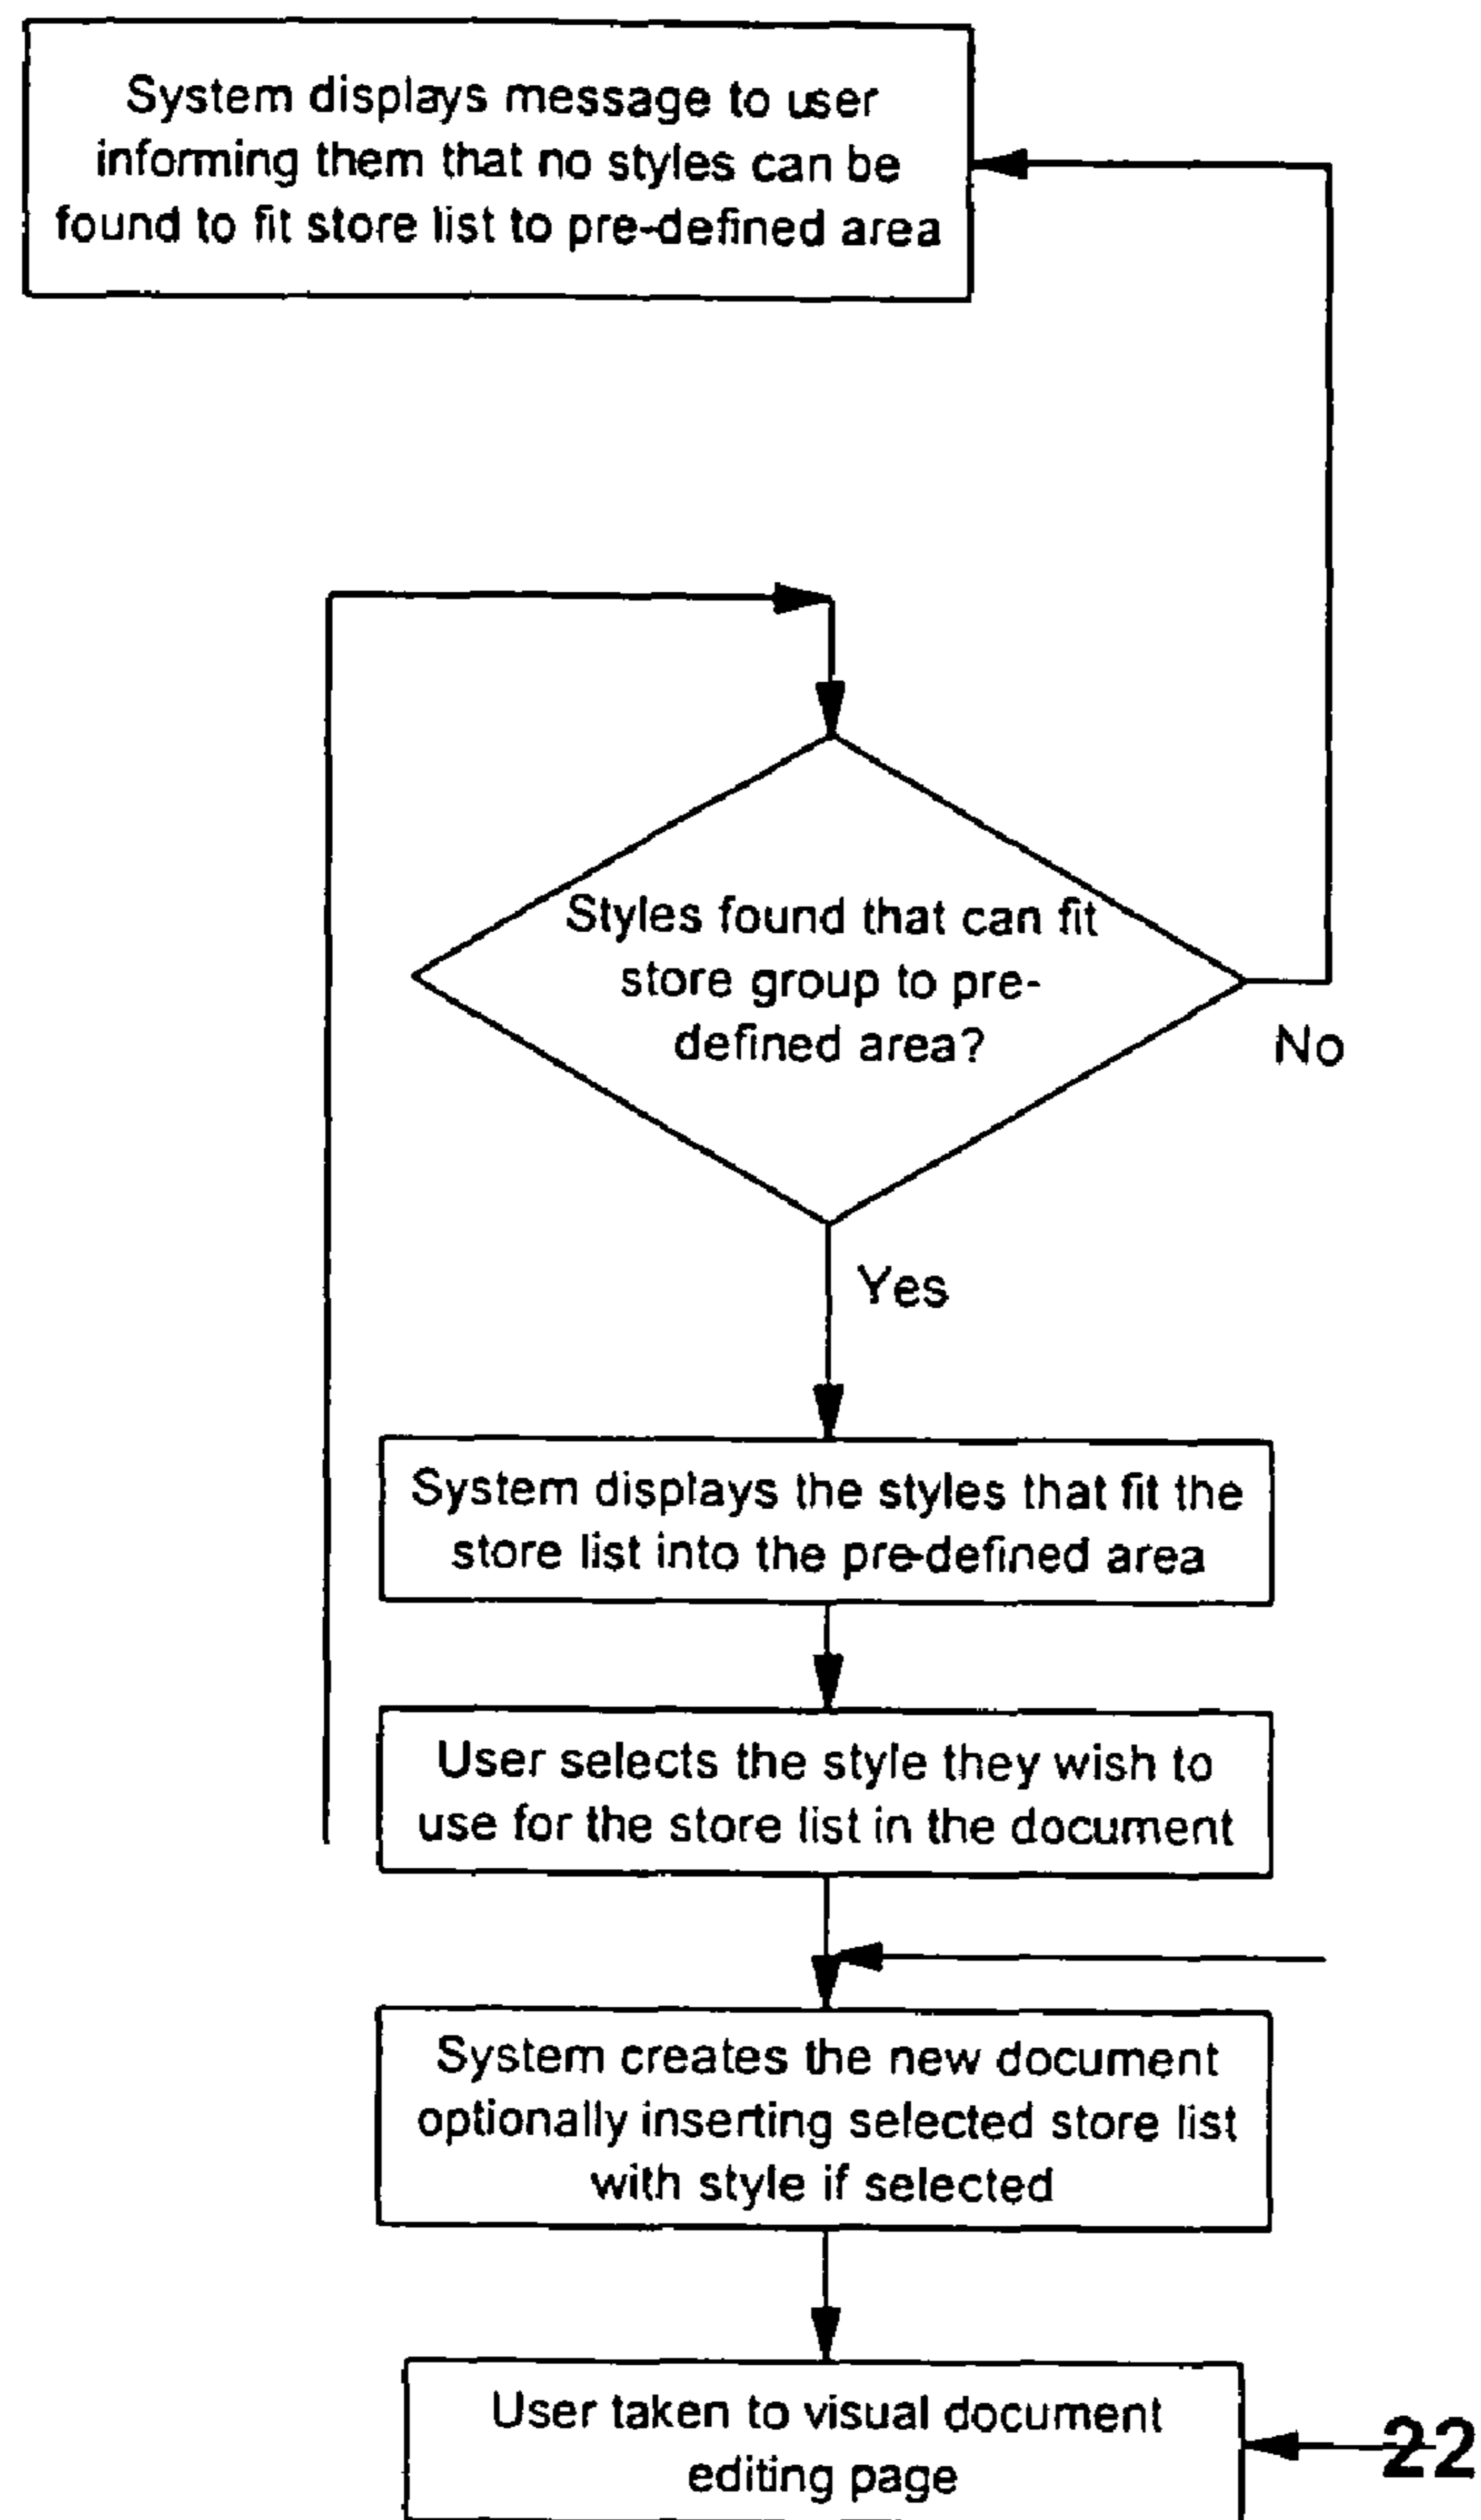 System displays message to user
informing them that no styles can be
found to fit store list to pre-defined area
Styles found that can fit
store group to pre-
defined area?
No
Yes
System displays the styles that fit the
store list into the pre-defined area
User selects the style they wish to
use for the store list in the document
System creates the new document
optionally inserting selected store list
with style if selected
User taken to visual document
editing page
22